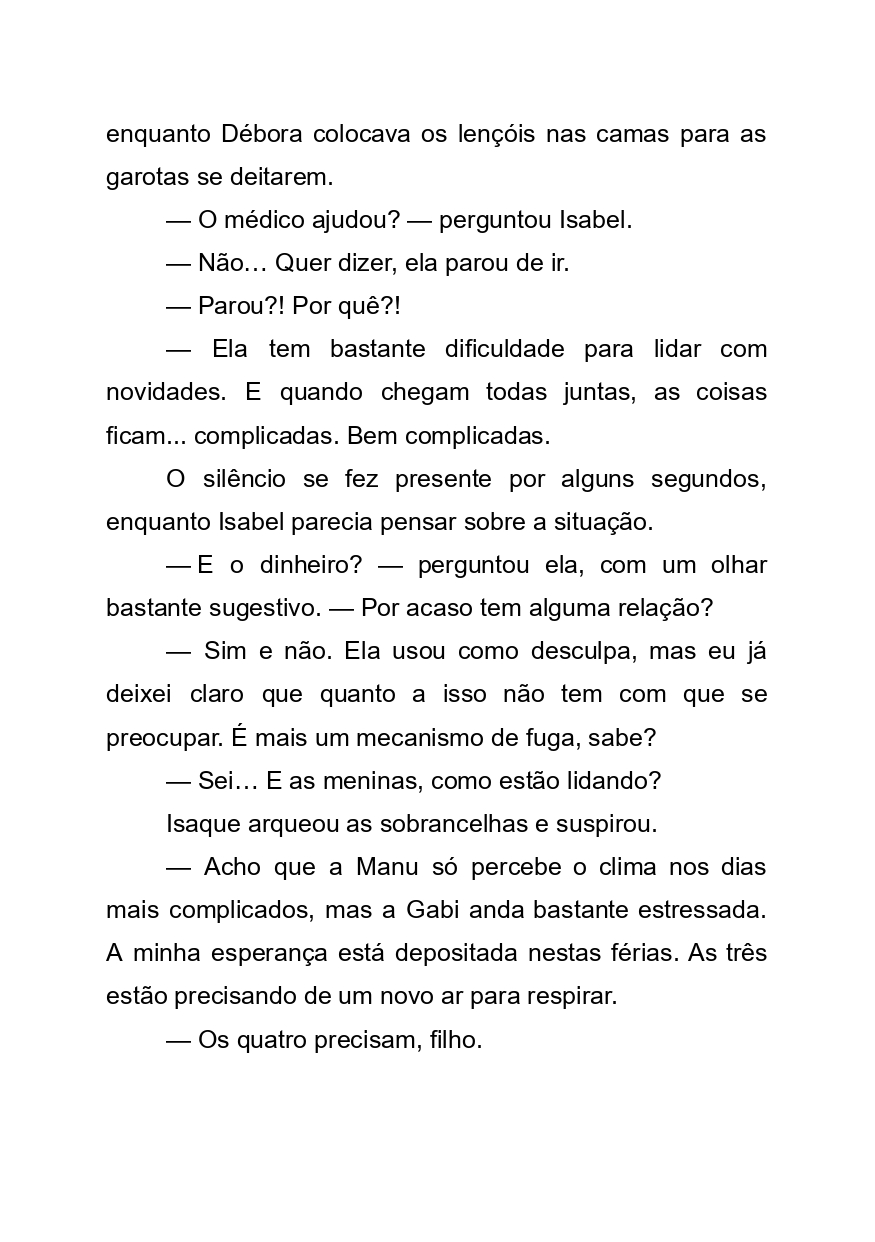 enquanto Débora colocava os lençóis nas camas para as
garotas se deitarem.
— O médico ajudou? — perguntou Isabel.
— Não… Quer dizer, ela parou de ir.
— Parou?! Por quê?!
— Ela tem bastante dificuldade para lidar com
novidades. E quando chegam todas juntas, as coisas
ficam... complicadas. Bem complicadas.
O silêncio se fez presente por alguns segundos,
enquanto Isabel parecia pensar sobre a situação.
— E o dinheiro? — perguntou ela, com um olhar
bastante sugestivo. — Por acaso tem alguma relação?
— Sim e não. Ela usou como desculpa, mas eu já
deixei claro que quanto a isso não tem com que se
preocupar. É mais um mecanismo de fuga, sabe?
— Sei… E as meninas, como estão lidando?
Isaque arqueou as sobrancelhas e suspirou.
— Acho que a Manu só percebe o clima nos dias
mais complicados, mas a Gabi anda bastante estressada.
A minha esperança está depositada nestas férias. As três
estão precisando de um novo ar para respirar.
— Os quatro precisam, filho.